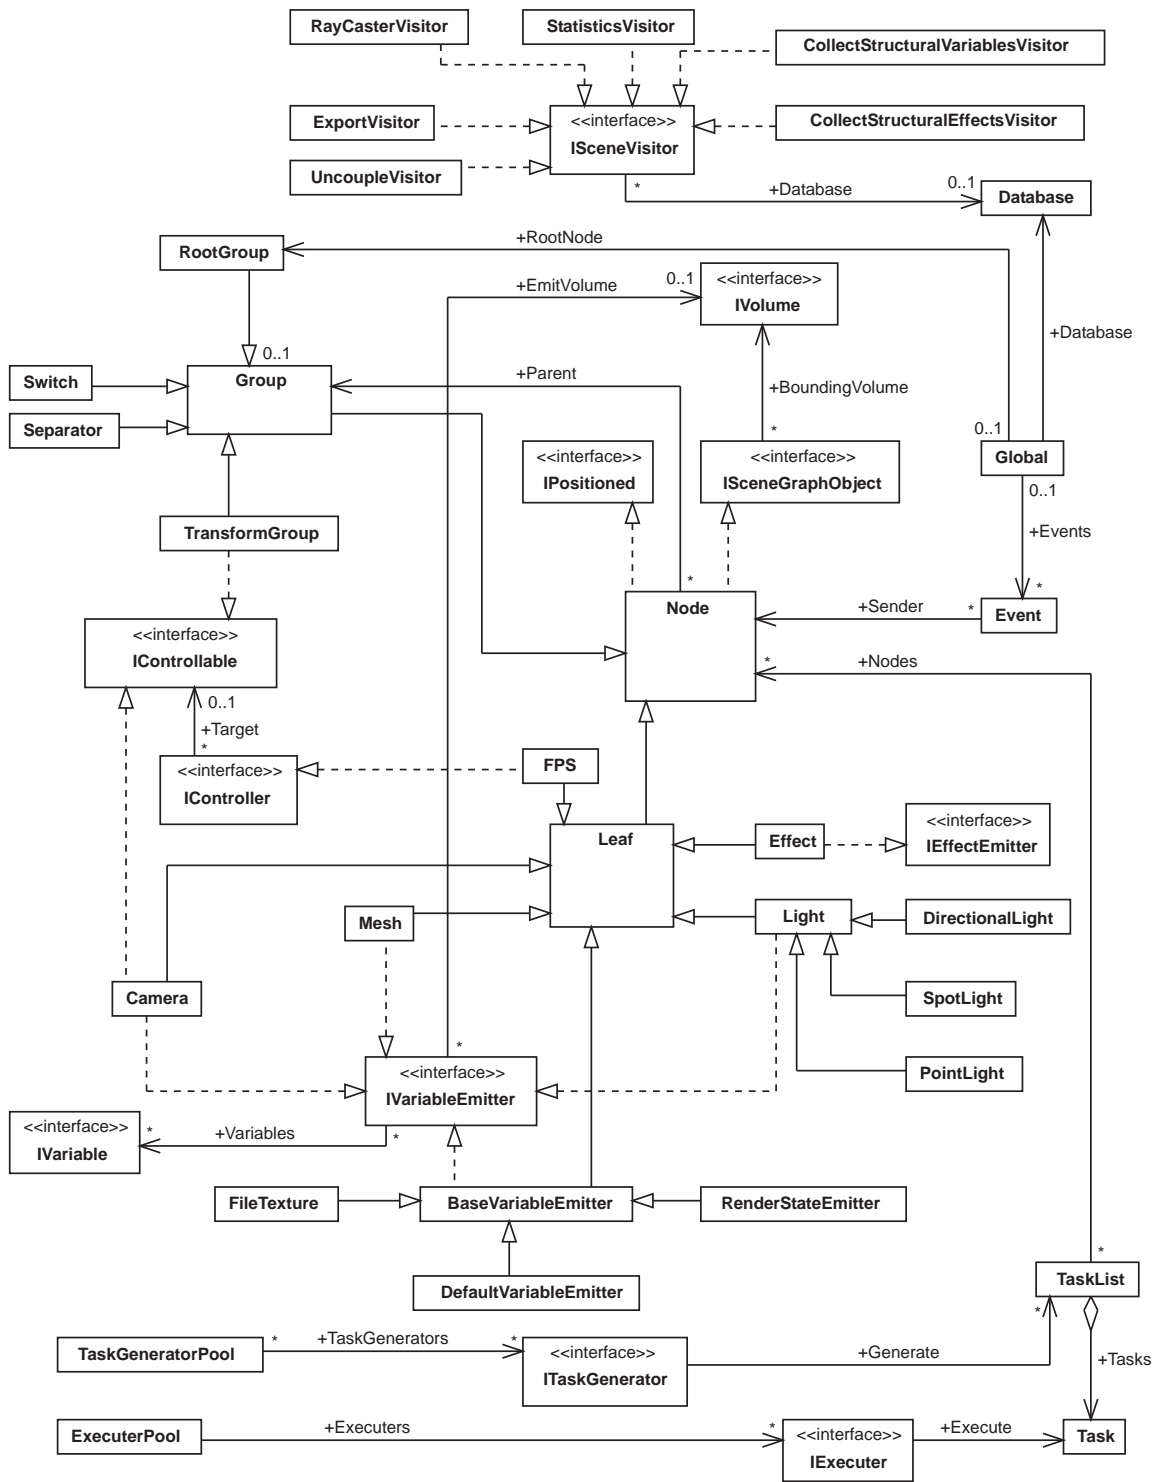 RayCasterVisitor
StatisticsVisitor
CollectStructuralVariablesVisitor
ExportVisitor
<<interface>>
ISceneVisitor
CollectStructuralEffectsVisitor
UncoupleVisitor
*
+Database
0..1
Database
RootGroup
+RootNode
+EmitVolume
0..1
<<interface>>
IVolume
+Database
0..1
Switch
Group
+Parent
+BoundingVolume
Separator
*
0..1
<<interface>>
IPositioned
<<interface>>
ISceneGraphObject
Global
0..1
TransformGroup
+Events
*
*
Node
+Sender
*
Event
<<interface>>
IControllable
*
+Nodes
0..1
+Target
*
<<interface>>
IController
FPS
Leaf
Effect
<<interface>>
IEffectEmitter
Mesh
Light
DirectionalLight
Camera
SpotLight
*
<<interface>>
IVariableEmitter
PointLight
<<interface>>
IVariable
*
+Variables
*
FileTexture
BaseVariableEmitter
RenderStateEmitter
*
TaskList
DefaultVariableEmitter
*
TaskGeneratorPool
*
+TaskGenerators
*
<<interface>>
ITaskGenerator
+Generate
+Tasks
ExecuterPool
+Executers
*
<<interface>>
IExecuter
+Execute
Task